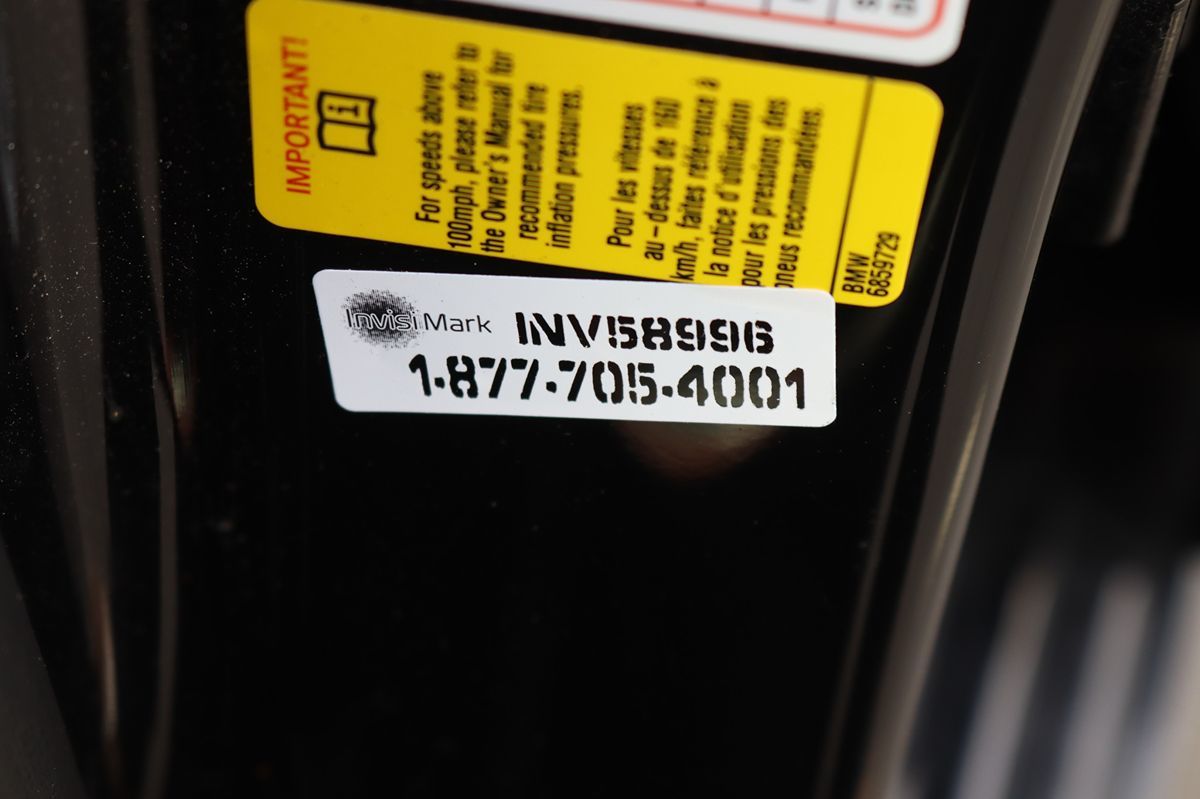 IMPORTANT!
i
For speeds above
100mph, please refer to
the Owner's Manual for
recommended tire
inflation pressures.
Pour les vitesses
au-dessus de 160
km/h, faites référence à
la notice d'utilisation
pour les pressions des
pneus recommandées.
BMW
6859729
InvisiMark INV58996
1-877-705-4001